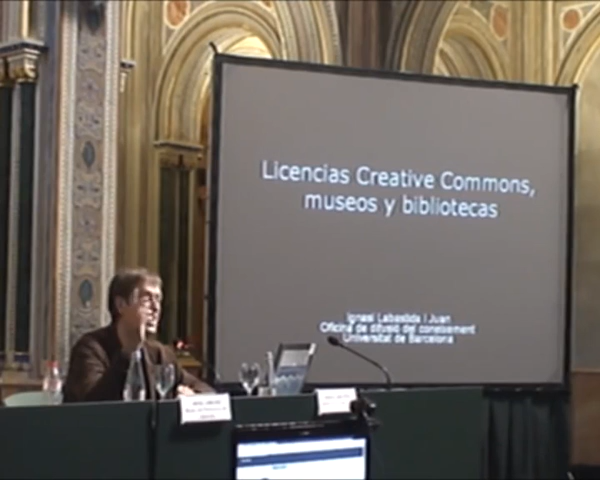 Licencias Creative Commons,
museos y bibliotecas
Ignasi Labastida i Juan
Oficina de difusió del coneixement
Universitat de Barcelona